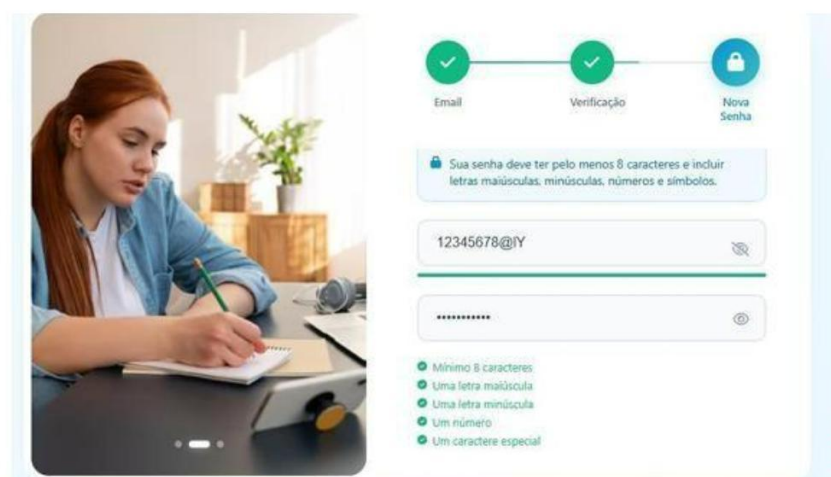 Email
Verificação
Nova
Senha
Sua senha deve ter pelo menos 8 caracteres e incluir
letras maiúsculas, minúsculas, números e símbolos.
12345678@lY
•••••••••••
Mínimo 8 caracteres
Uma letra maiúscula
Uma letra minúscula
Um número
Um caractere especial